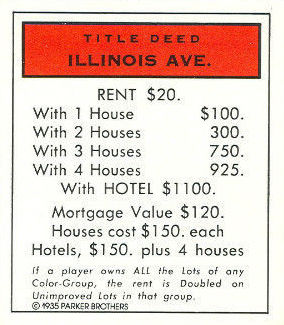 TITLE DEED
ILLINOIS AVE.
RENT $20.
With 1 House $100.
With 2 Houses 300.
With 3 Houses 750.
With 4 Houses 925.
With HOTEL $1100.
Mortgage Value $120.
Houses cost $150. each
Hotels, $150. plus 4 houses
If a player owns ALL the Lots of any
Color-Group, the rent is Doubled on
Unimproved Lots in that group.
©1935 PARKER BROTHERS